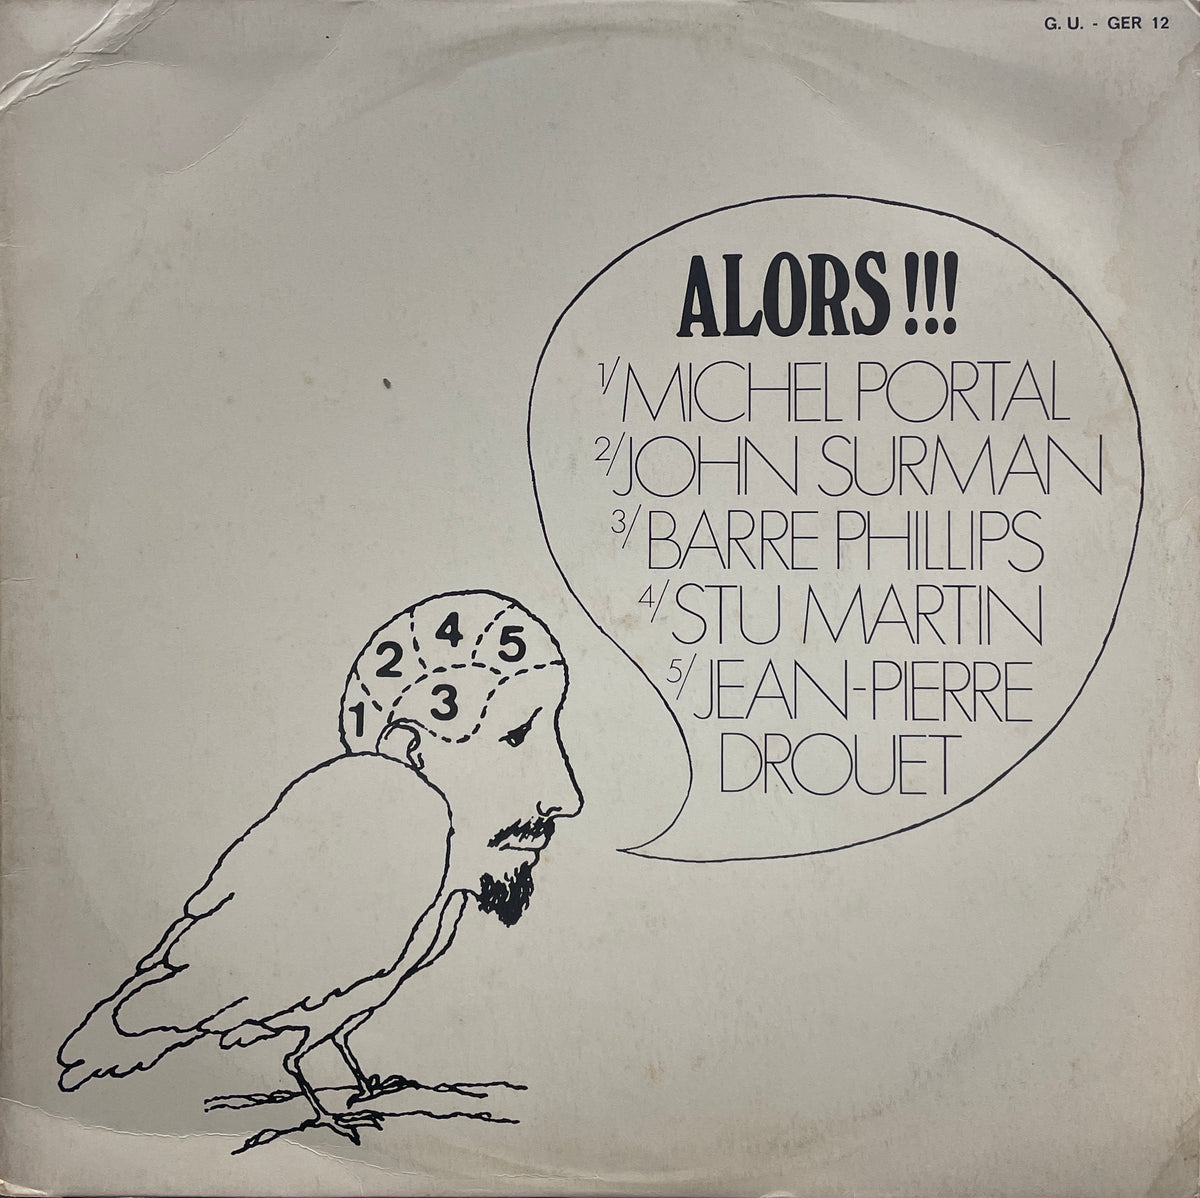 G. U. - GER 12
ALORS !!!
1/ MICHEL PORTAL
2/ JOHN SURMAN
3/ BARRE PHILLIPS
4/ STU MARTIN
5/ JEAN-PIERRE
DROUET
2 4 5
1 3